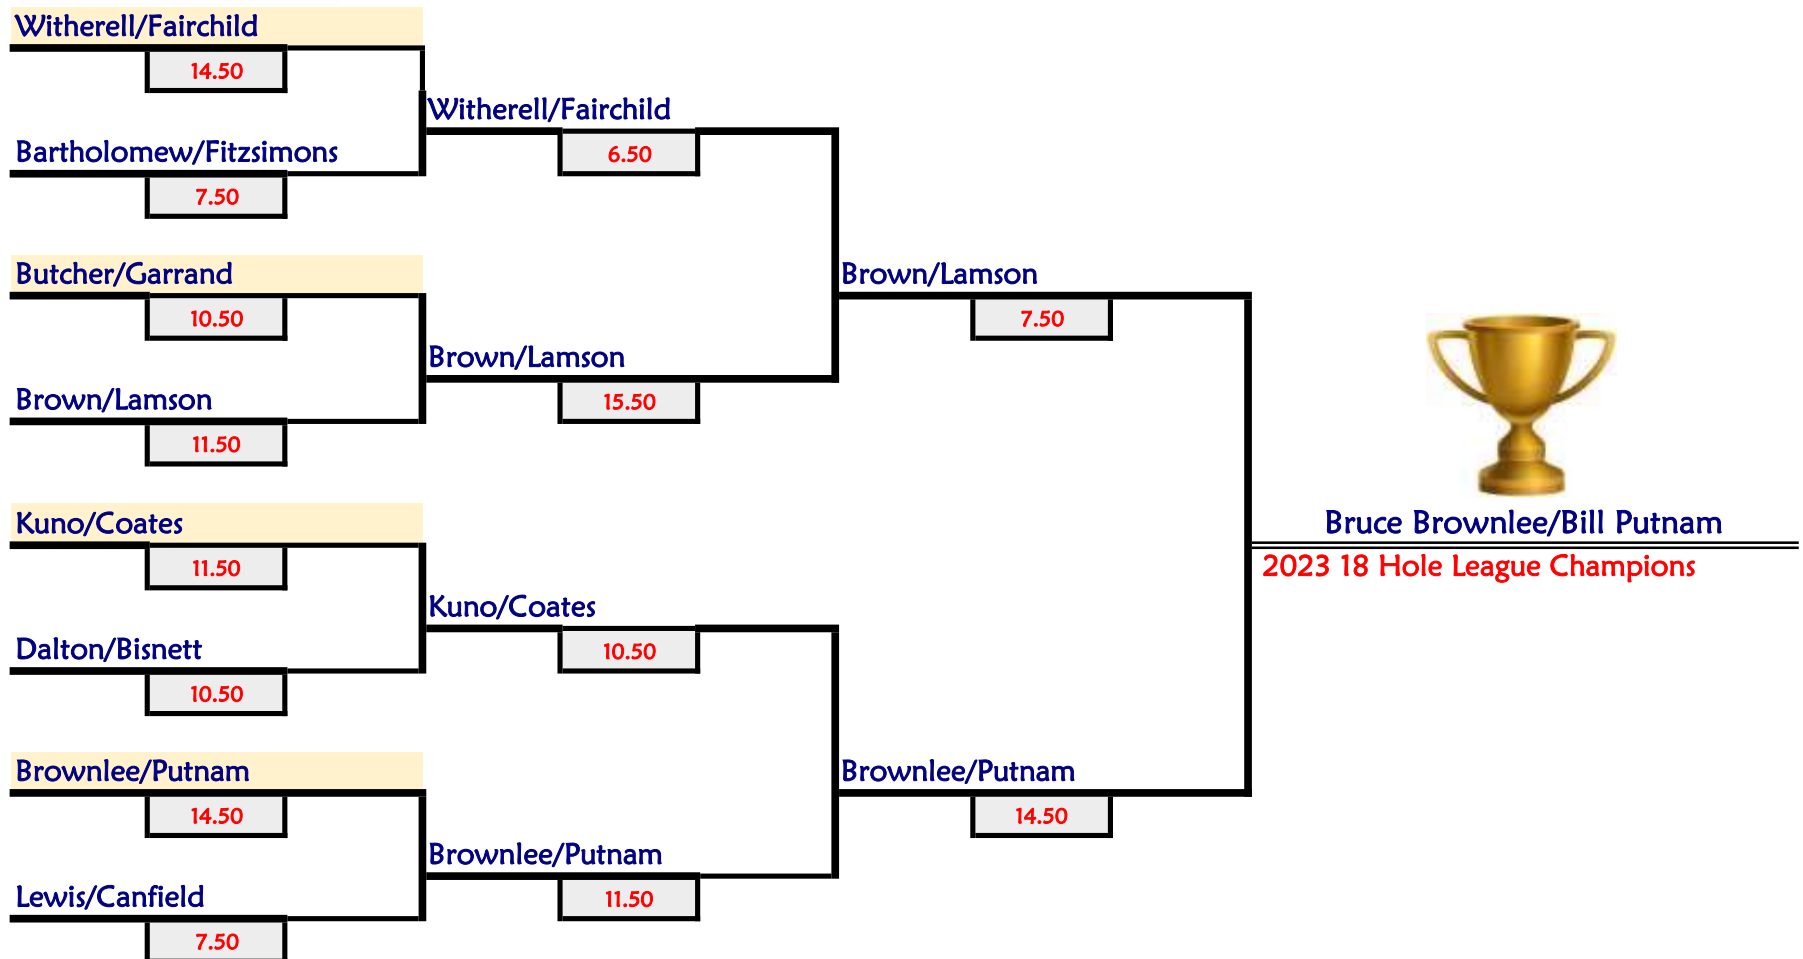 Witherell/Fairchild
14.50
Bartholomew/Fitzsimons
7.50
Butcher/Garrand
10.50
Brown/Lamson
11.50
Kuno/Coates
11.50
Dalton/Bisnett
10.50
Brownlee/Putnam
14.50
Lewis/Canfield
7.50
Witherell/Fairchild
6.50
Brown/Lamson
15.50
Kuno/Coates
10.50
Brownlee/Putnam
11.50
Brown/Lamson
7.50
Brownlee/Putnam
14.50
Bruce Brownlee/Bill Putnam
2023 18 Hole League Champions